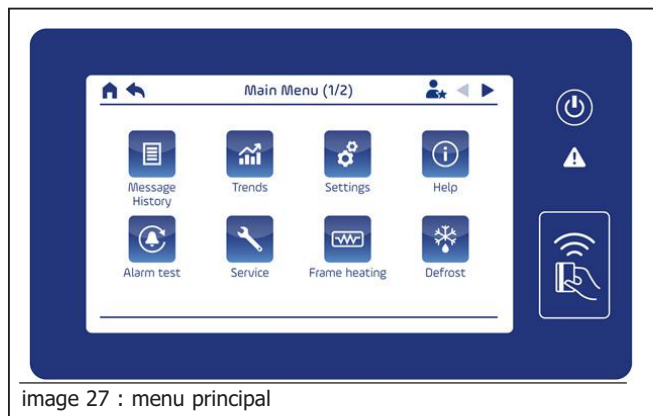 Main Menu (1/2)
Message
History
Trends
Settings
Help
Alarm test
Service
Frame heating
Defrost
image 27 : menu principal